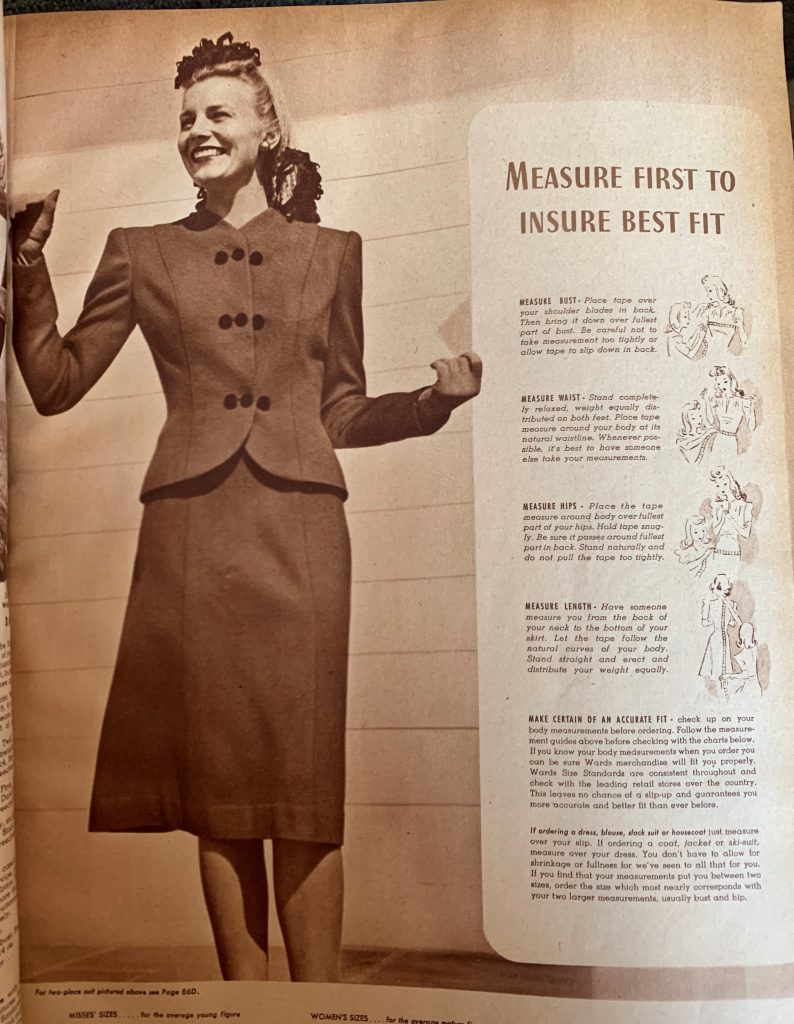 MEASURE FIRST TO
INSURE BEST FIT
MEASURE BUST - Place tape over
your shoulder blades in back.
Then bring it down over fullest
part of bust. Be careful not to
take measurement too tightly or
allow tape to slip down in back.
MEASURE WAIST - Stand complete-
ly relaxed, weight equally dis-
tributed on both feet. Place tape
measure around your body at its
natural waistline. Whenever pos-
sible, it's best to have someone
else take your measurements.
MEASURE HIPS - Place the tape
measure around body over fullest
part of your hips. Hold tape snug-
ly. Be sure it passes around fullest
part in back. Stand naturally and
do not pull the tape too tightly.
MEASURE LENGTH - Have someone
measure you from the back of
your neck to the bottom of your
skirt. Let the tape follow the
natural curves of your body.
Stand straight and erect and
distribute your weight equally.
MAKE CERTAIN OF AN ACCURATE FIT - check up on your
body measurements before ordering. Follow the measure-
ment guides above before checking with the charts below.
If you know your body measurements when you order you
can be sure Wards merchandise will fit you properly.
Wards Size Standards are consistent throughout and
check with the leading retail stores over the country.
This leaves no chance of a slip-up and guarantees you
more accurate and better fit than ever before.
If ordering a dress, blouse, slack suit or housecoat just measure
over your slip. If ordering a coat, jacket or ski-suit,
measure over your dress. You don't have to allow for
shrinkage or fullness for we've seen to all that for you.
If you find that your measurements put you between two
sizes, order the size which most nearly corresponds with
your two larger measurements, usually bust and hip.
For two-piece suit pictured above see Page 86D.
MISSES' SIZES ..... for the average young figure
WOMEN'S SIZES .... for the average